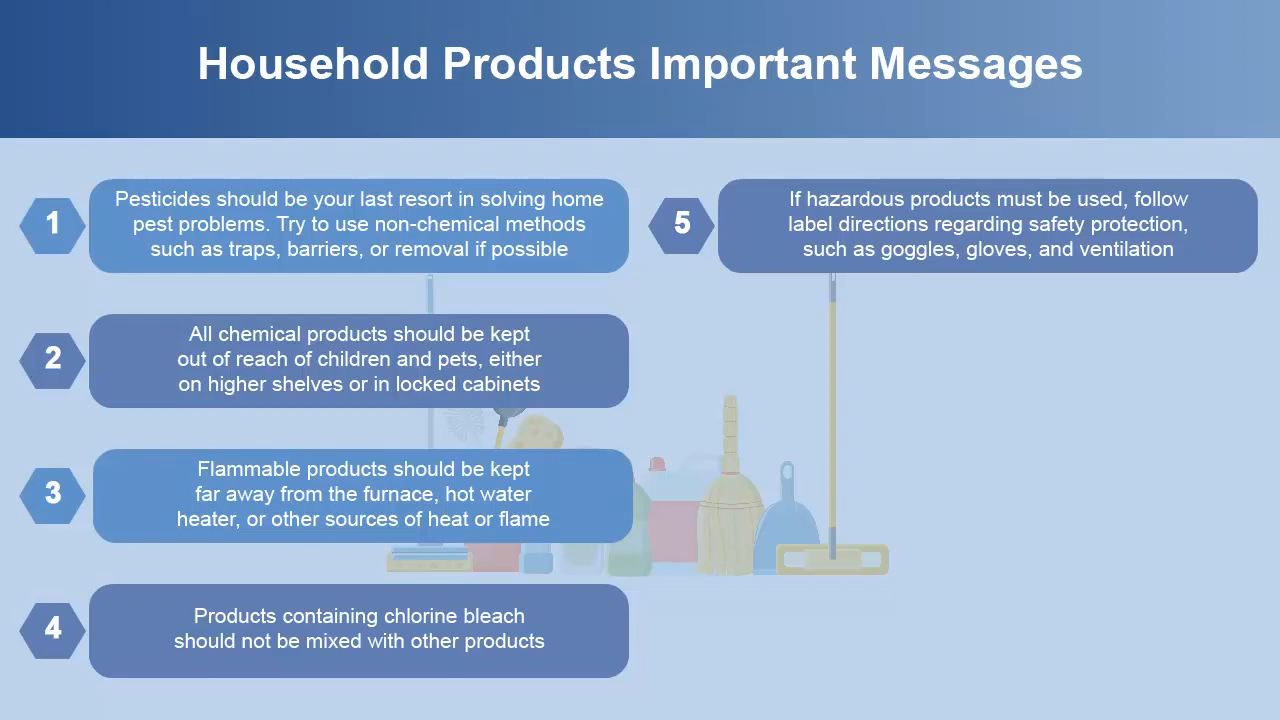 Household Products Important Messages
1
Pesticides should be your last resort in solving home
pest problems. Try to use non-chemical methods
such as traps, barriers, or removal if possible
2
All chemical products should be kept
out of reach of children and pets, either
on higher shelves or in locked cabinets
3
Flammable products should be kept
far away from the furnace, hot water
heater, or other sources of heat or flame
4
Products containing chlorine bleach
should not be mixed with other products
5
If hazardous products must be used, follow
label directions regarding safety protection,
such as goggles, gloves, and ventilation